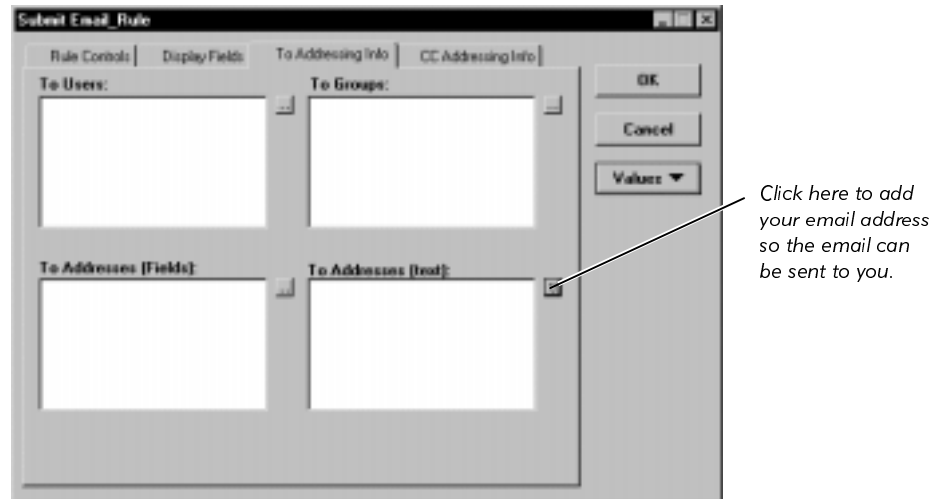 Submit Email_Rule
Rule Controls Display Fields To Addressing Info CC Addressing Info
To Users: To Groups:
OK
Cancel
Values
Click here to add
your email address
so the email can
be sent to you.
To Addresses [Fields]: To Addresses [text]: